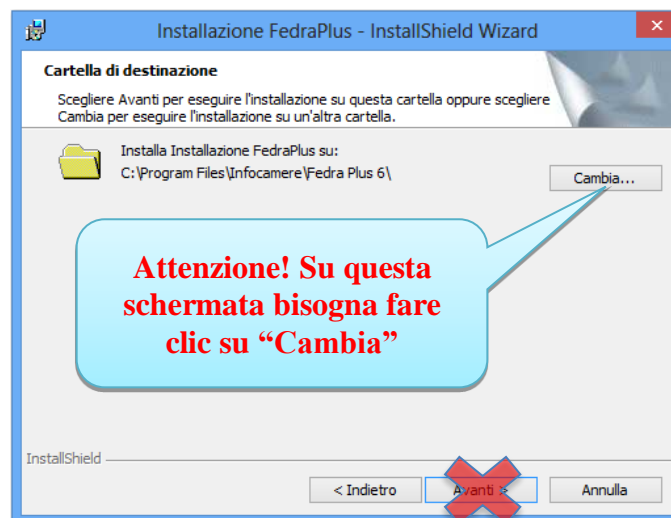 Installazione FedraPlus - InstallShield Wizard
Cartella di destinazione
Scegliere Avanti per eseguire l'installazione su questa cartella oppure scegliere
Cambia per eseguire l'installazione su un'altra cartella.
Installa Installazione FedraPlus su:
C:\Program Files\Infocamere\Fedra Plus 6\
Cambia...
Attenzione! Su questa
schermata bisogna fare
clic su “Cambia”
InstallShield
< Indietro
Avanti >
Annulla